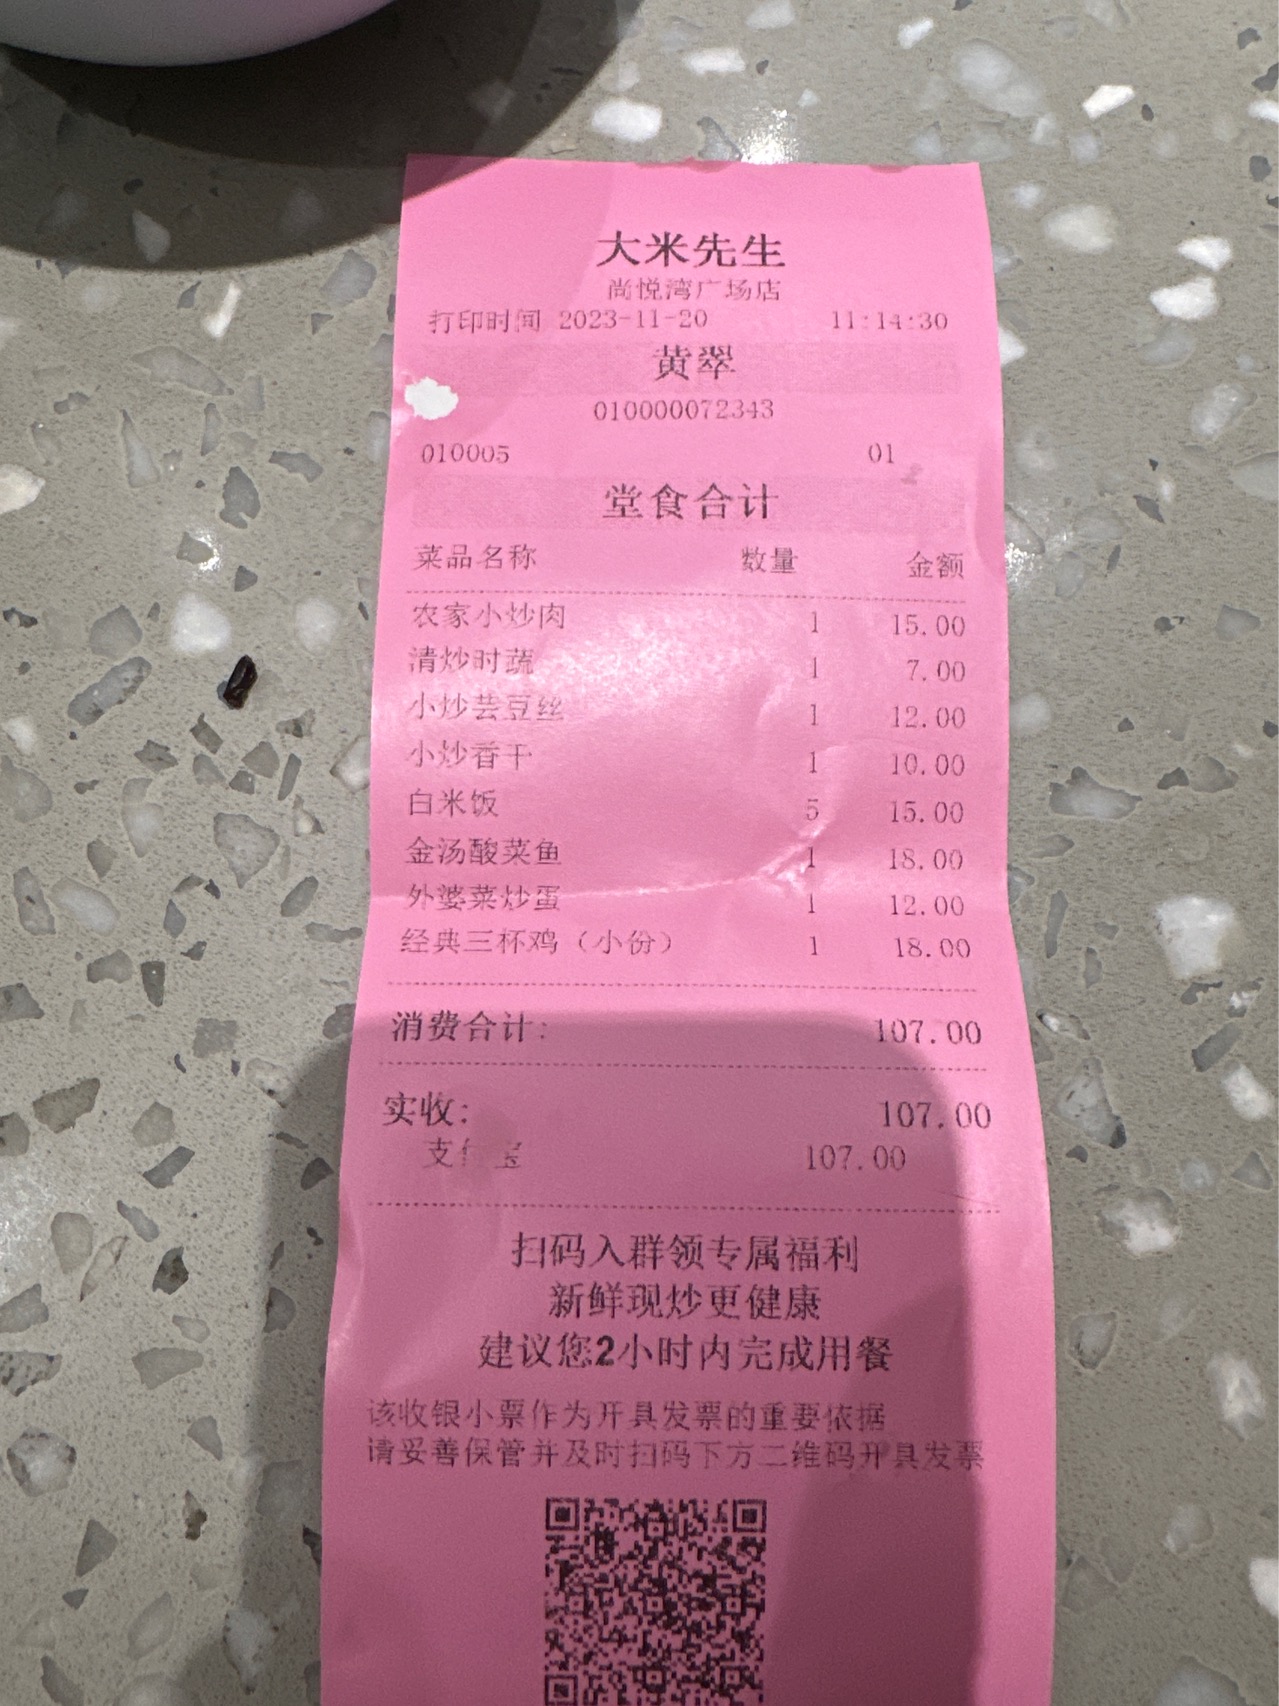 大米先生
尚悦湾广场店
打印时间 2023-11-20 11:14:30
黄翠
010000072343
010005 01
堂食合计
菜品名称 数量 金额
农家小炒肉 1 15.00
清炒时蔬 1 7.00
小炒芸豆丝 1 12.00
小炒香干 1 10.00
白米饭 5 15.00
金汤酸菜鱼 1 18.00
外婆菜炒蛋 1 12.00
经典三杯鸡（小份） 1 18.00
消费合计: 107.00
实收: 107.00
支付宝 107.00
扫码入群领专属福利
新鲜现炒更健康
建议您2小时内完成用餐
该收银小票作为开具发票的重要依据
请妥善保管并及时扫码下方二维码开具发票